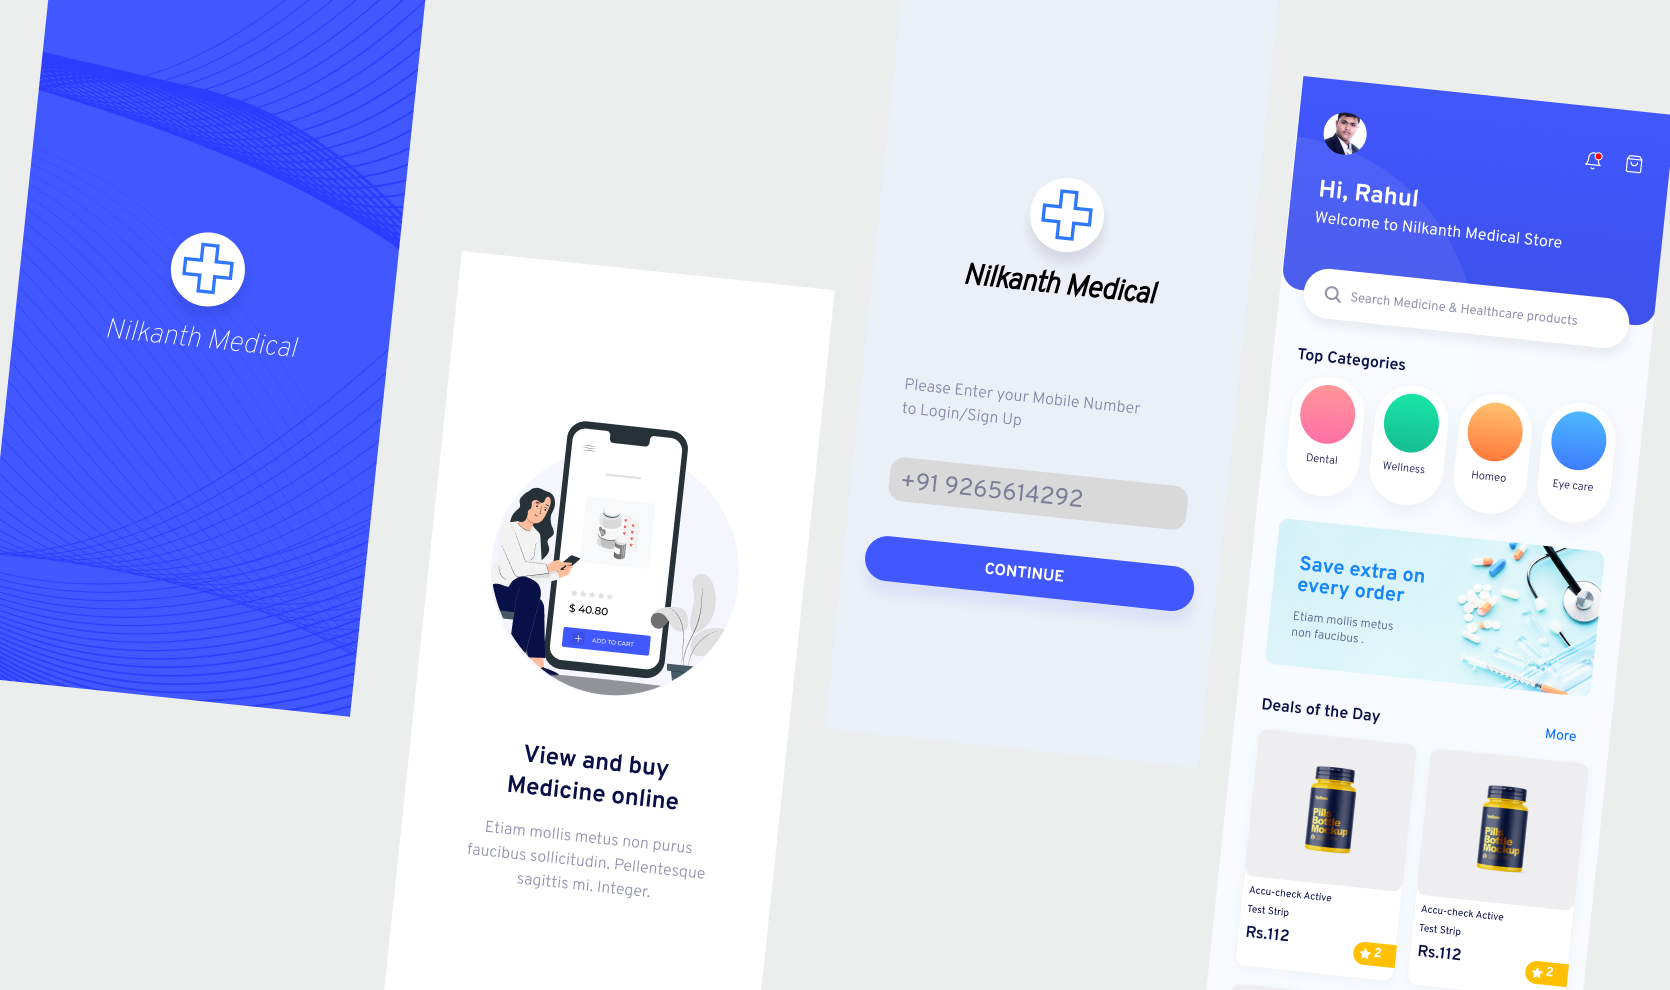 Nilkanth Medical
$ 40.80
ADD TO CART
View and buy
Medicine online
Etiam mollis metus non purus
faucibus sollicitudin. Pellentesque
sagittis mi. Integer.
Nilkanth Medical
Please Enter your Mobile Number
to Login/Sign Up
+91 9265614292
CONTINUE
Hi, Rahul
Welcome to Nilkanth Medical Store
Search Medicine & Healthcare products
Top Categories
Dental
Wellness
Homeo
Eye care
Save extra on
every order
Etiam mollis metus
non faucibus .
Deals of the Day
More
Pills
Bottle
Mockup
Accu-check Active
Test Strip
Rs.112
2
Pills
Bottle
Mockup
Accu-check Active
Test Strip
Rs.112
2